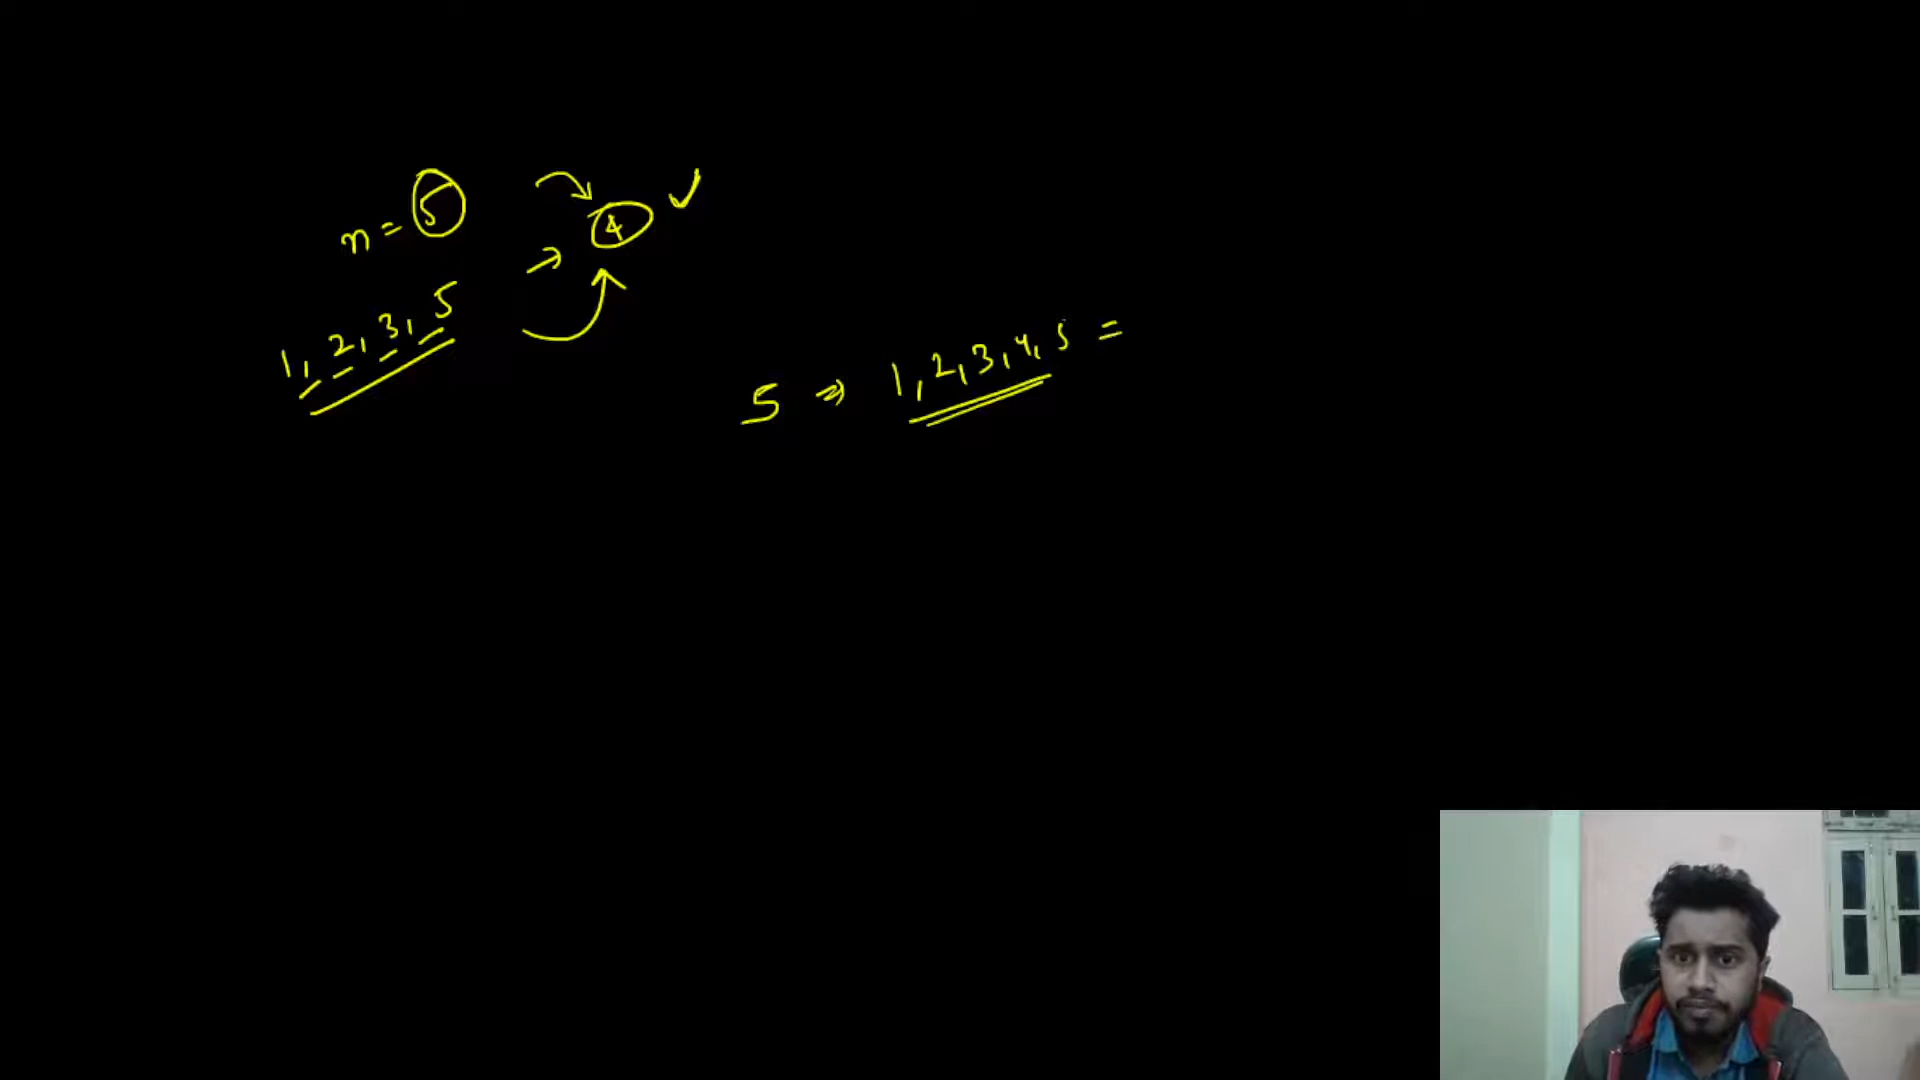 n = 5
4
1, 2, 3, 5
5 ⇒ 1, 2, 3, 4, 5 =